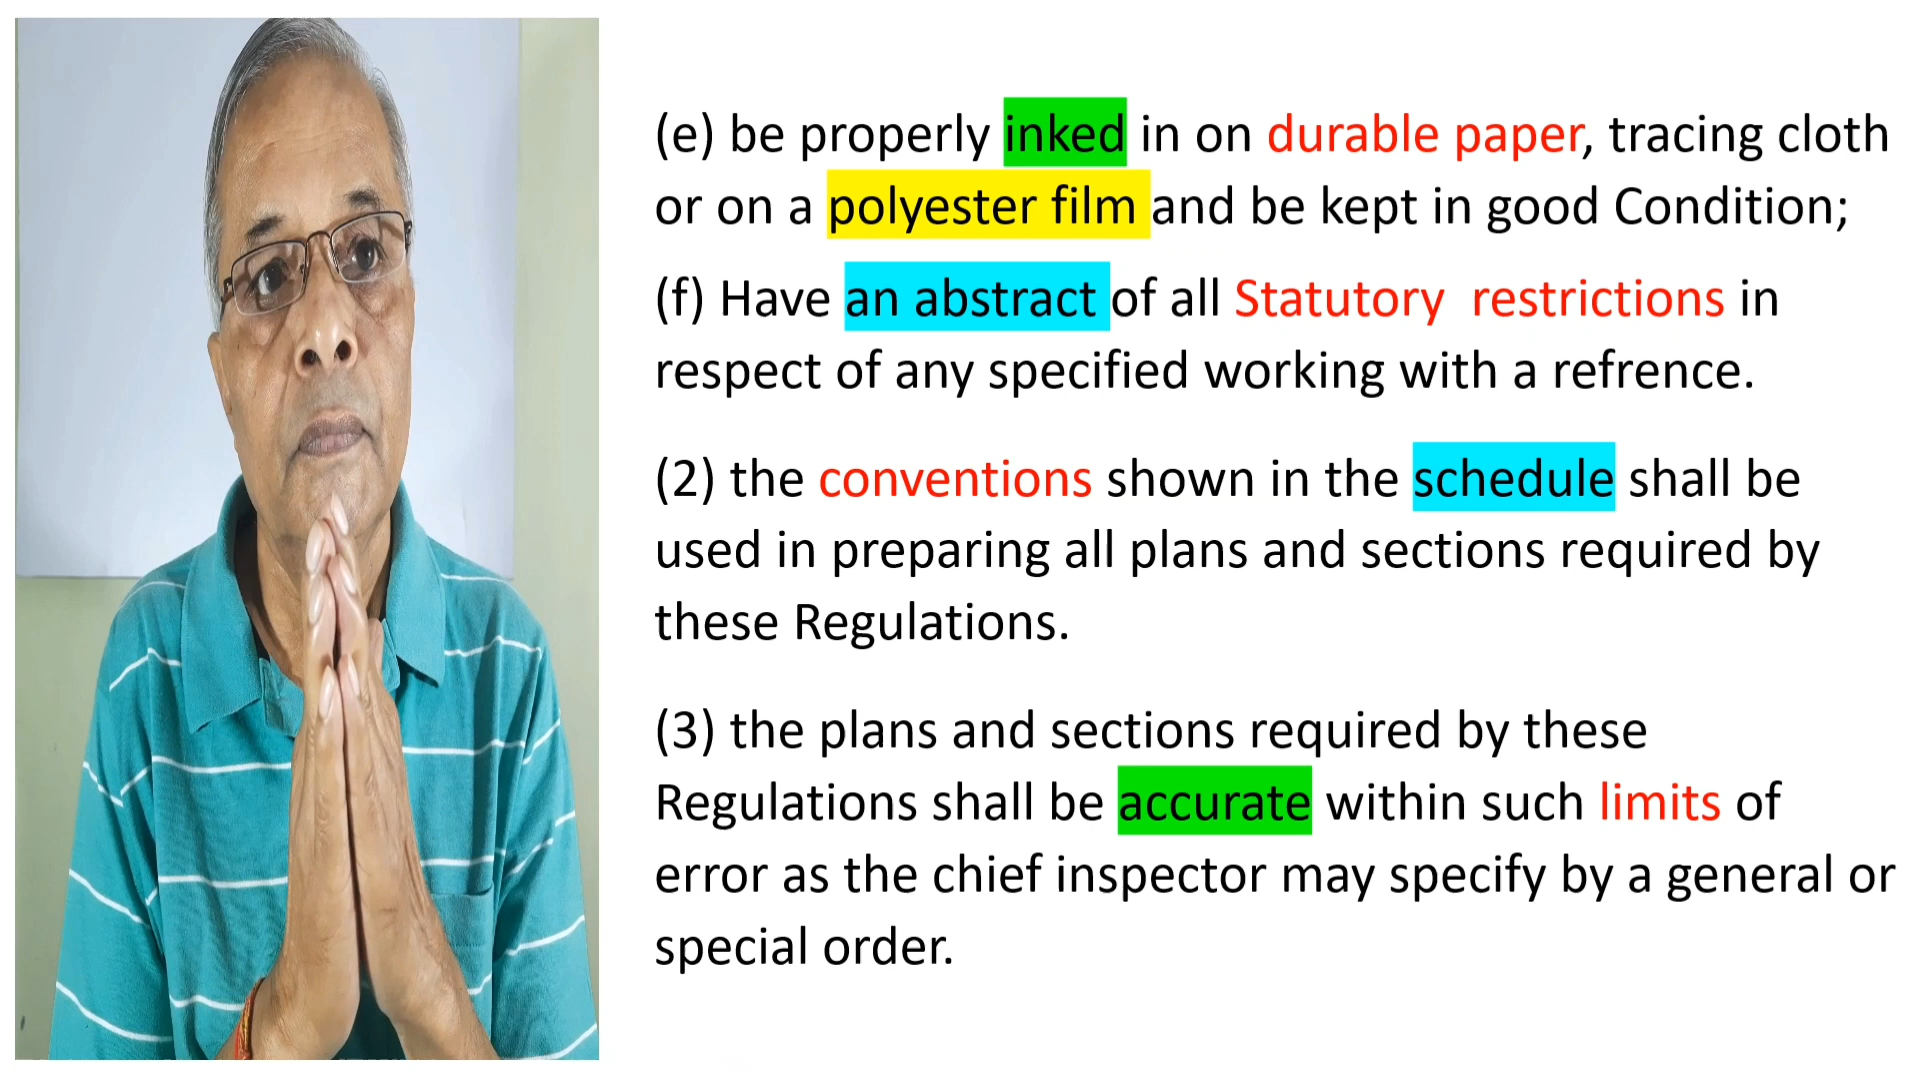 (e) be properly inked in on durable paper, tracing cloth
or on a polyester film and be kept in good Condition;
(f) Have an abstract of all Statutory restrictions in
respect of any specified working with a refrence.
(2) the conventions shown in the schedule shall be
used in preparing all plans and sections required by
these Regulations.
(3) the plans and sections required by these
Regulations shall be accurate within such limits of
error as the chief inspector may specify by a general or
special order.